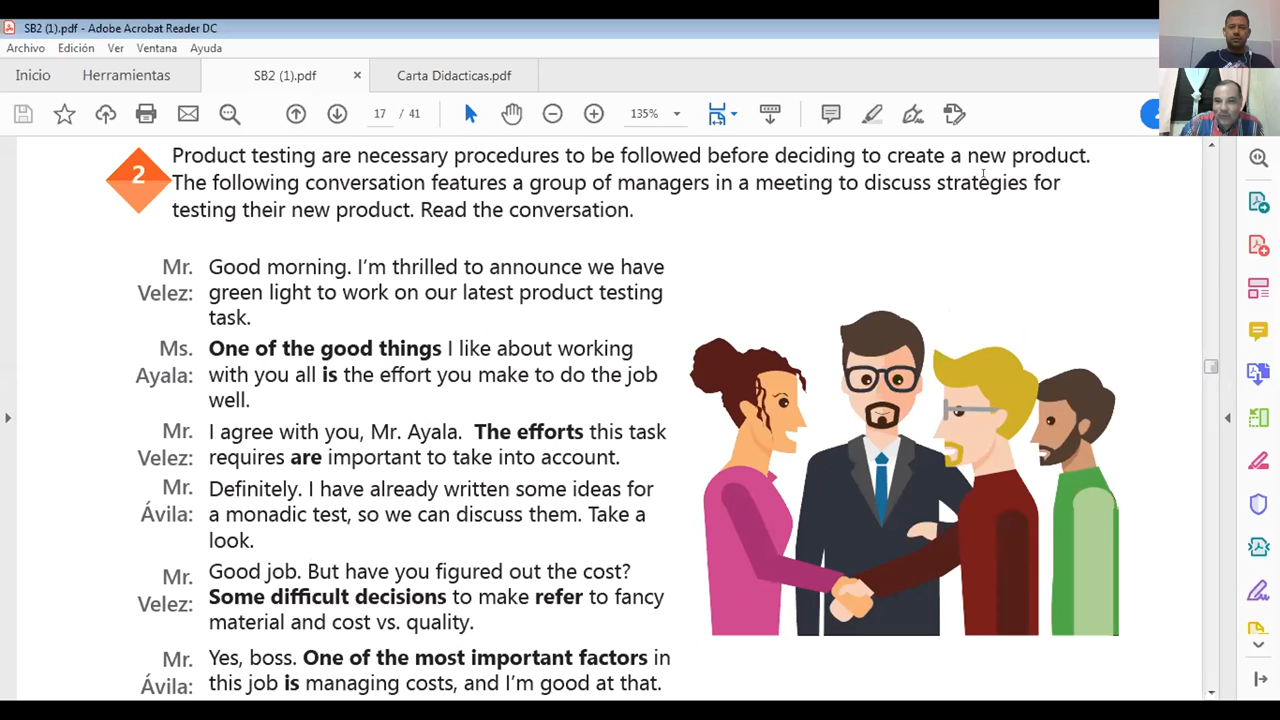 SB2 (1).pdf - Adobe Acrobat Reader DC
Archivo Edición Ver Ventana Ayuda
Inicio Herramientas SB2 (1).pdf × Carta Didacticas.pdf
17 / 41 135%
2
Product testing are necessary procedures to be followed before deciding to create a new product.
The following conversation features a group of managers in a meeting to discuss strategies for
testing their new product. Read the conversation.
Mr. Good morning. I'm thrilled to announce we have
Velez: green light to work on our latest product testing
task.
Ms. One of the good things I like about working
Ayala: with you all is the effort you make to do the job
well.
Mr. I agree with you, Mr. Ayala. The efforts this task
Velez: requires are important to take into account.
Mr. Definitely. I have already written some ideas for
Ávila: a monadic test, so we can discuss them. Take a
look.
Mr. Good job. But have you figured out the cost?
Velez: Some difficult decisions to make refer to fancy
material and cost vs. quality.
Mr. Yes, boss. One of the most important factors in
Ávila: this job is managing costs, and I'm good at that.